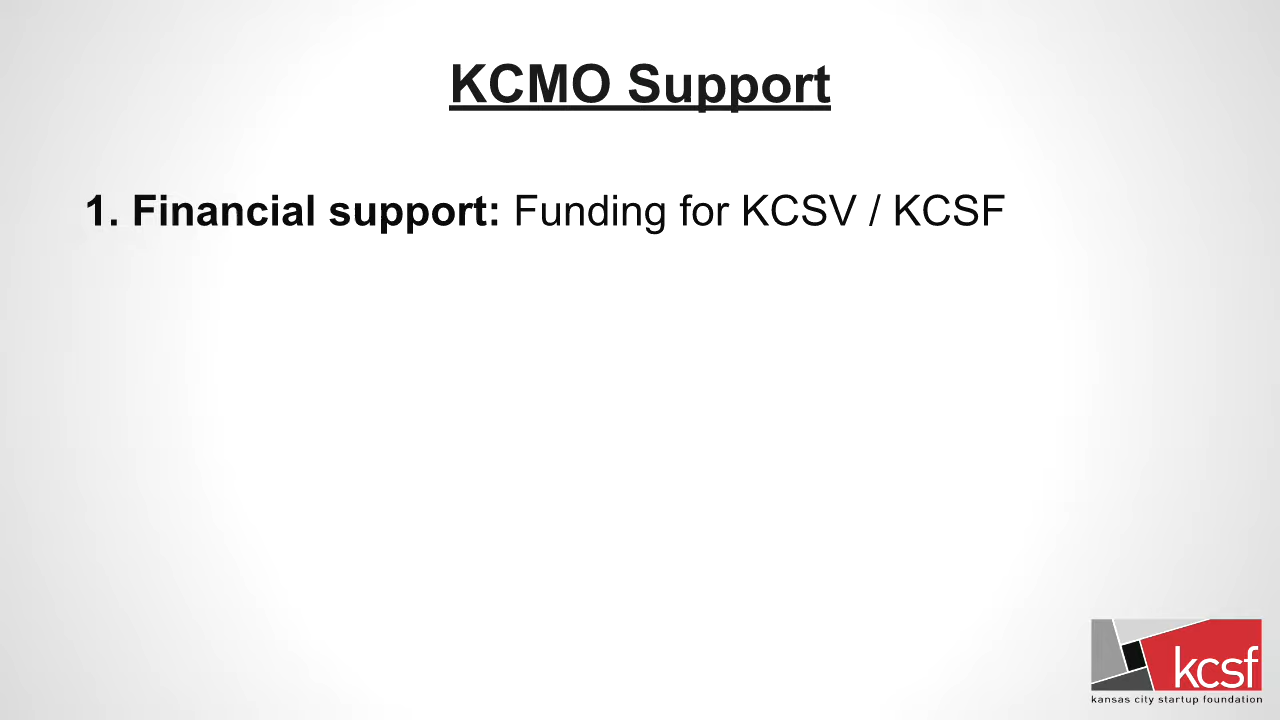 KCMO Support
1. Financial support: Funding for KCSV / KCSF
kcsf
kansas city startup foundation